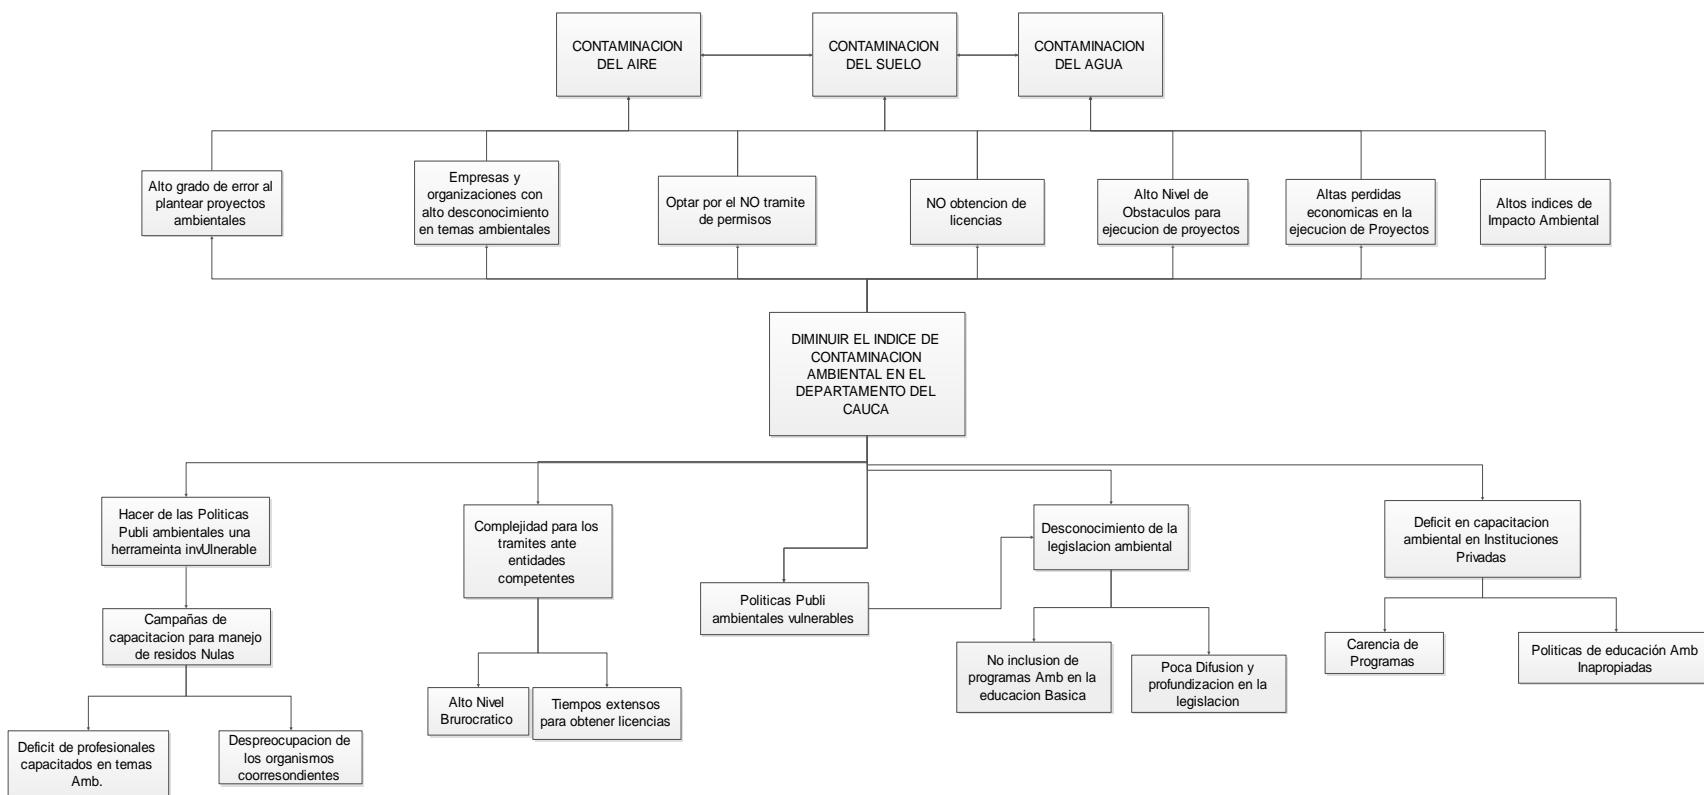 CONTAMINACION
DEL AIRE
CONTAMINACION
DEL SUELO
CONTAMINACION
DEL AGUA
Alto grado de error al
plantear proyectos
ambientales
Empresas y
organizaciones con
alto desconocimiento
en temas ambientales
Optar por el NO tramite
de permisos
NO obtencion de
licencias
Alto Nivel de
Obstaculos para
ejecucion de proyectos
Altas perdidas
economicas en la
ejecucion de Proyectos
Altos indices de
Impacto Ambiental
DIMINUIR EL INDICE DE
CONTAMINACION
AMBIENTAL EN EL
DEPARTAMENTO DEL
CAUCA
Hacer de las Politicas
Publi ambientales una
herrameinta invUlnerable
Complejidad para los
tramites ante
entidades
competentes
Politicas Publi
ambientales vulnerables
Desconocimiento de la
legislacion ambiental
Deficit en capacitacion
ambiental en Instituciones
Privadas
Campañas de
capacitacion para manejo
de residos Nulas
Alto Nivel
Brurocratico
Tiempos extensos
para obtener licencias
No inclusion de
programas Amb en la
educacion Basica
Poca Difusion y
profundizacion en la
legislacion
Carencia de
Programas
Politicas de educación Amb
Inapropiadas
Deficit de profesionales
capacitados en temas
Amb.
Despreocupacion de
los organismos
coorresondientes